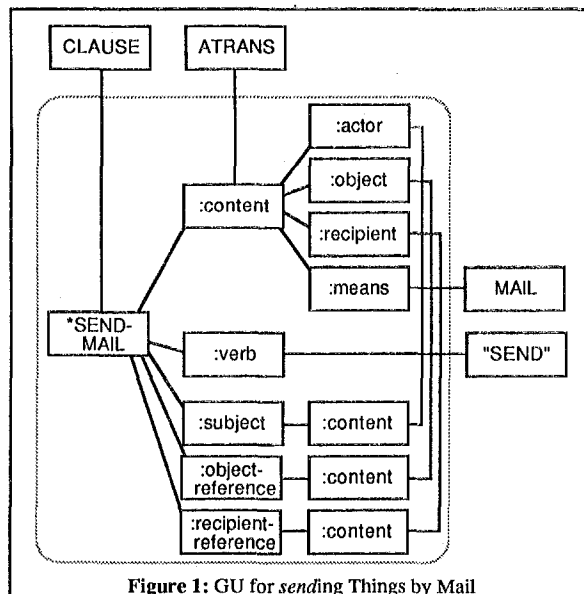 CLAUSE ATRANS
:actor
:object
:content
:recipient
:means MAIL
*SEND-
MAIL
:verb "SEND"
:subject :content
:object-
reference :content
:recipient-
reference :content
Figure 1: GU for sending Things by Mail